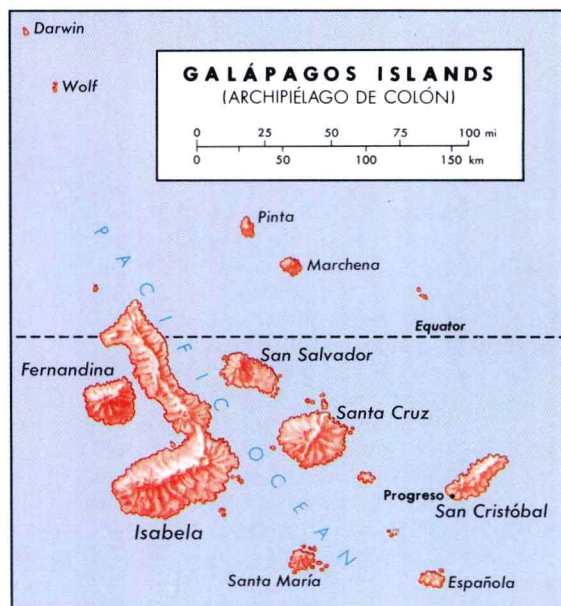 Darwin
GALÁPAGOS ISLANDS
(ARCHIPIÉLAGO DE COLÓN)
Wolf
0 25 50 75 100 mi
0 50 100 150 km
Pinta
Marchena
PACIFIC OCEAN
Equator
San Salvador
Fernandina
Santa Cruz
Progreso
San Cristóbal
Isabela
Santa María
Española